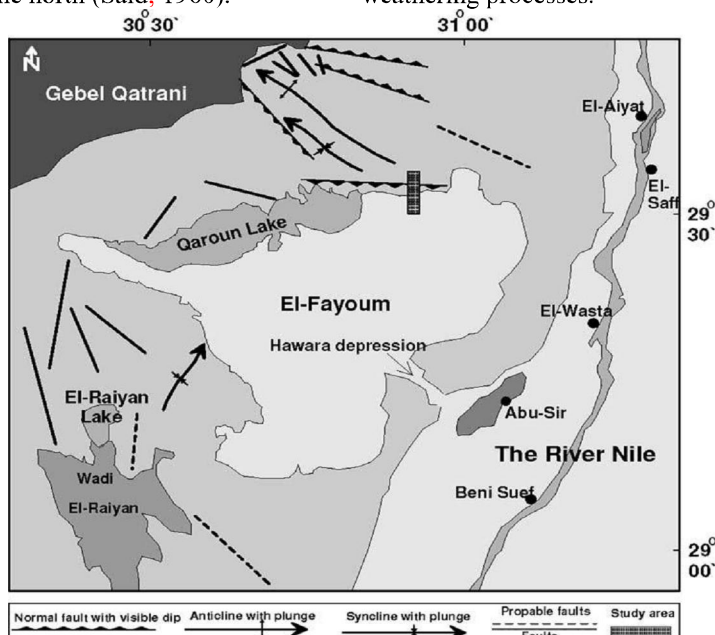 he north (Said, 1960).
weathering processes.
30° 30`
31° 00`
N
Gebel Qatrani
El-Aiyat
El-
Saff
29°
30`
Qaroun Lake
El-Fayoum
El-Wasta
Hawara depression
El-Raiyan
Lake
Abu-Sir
The River Nile
Wadi
El-Raiyan
Beni Suef
29°
00`
Normal fault with visible dip
Anticline with plunge
Syncline with plunge
Propable faults
Faults
Study area